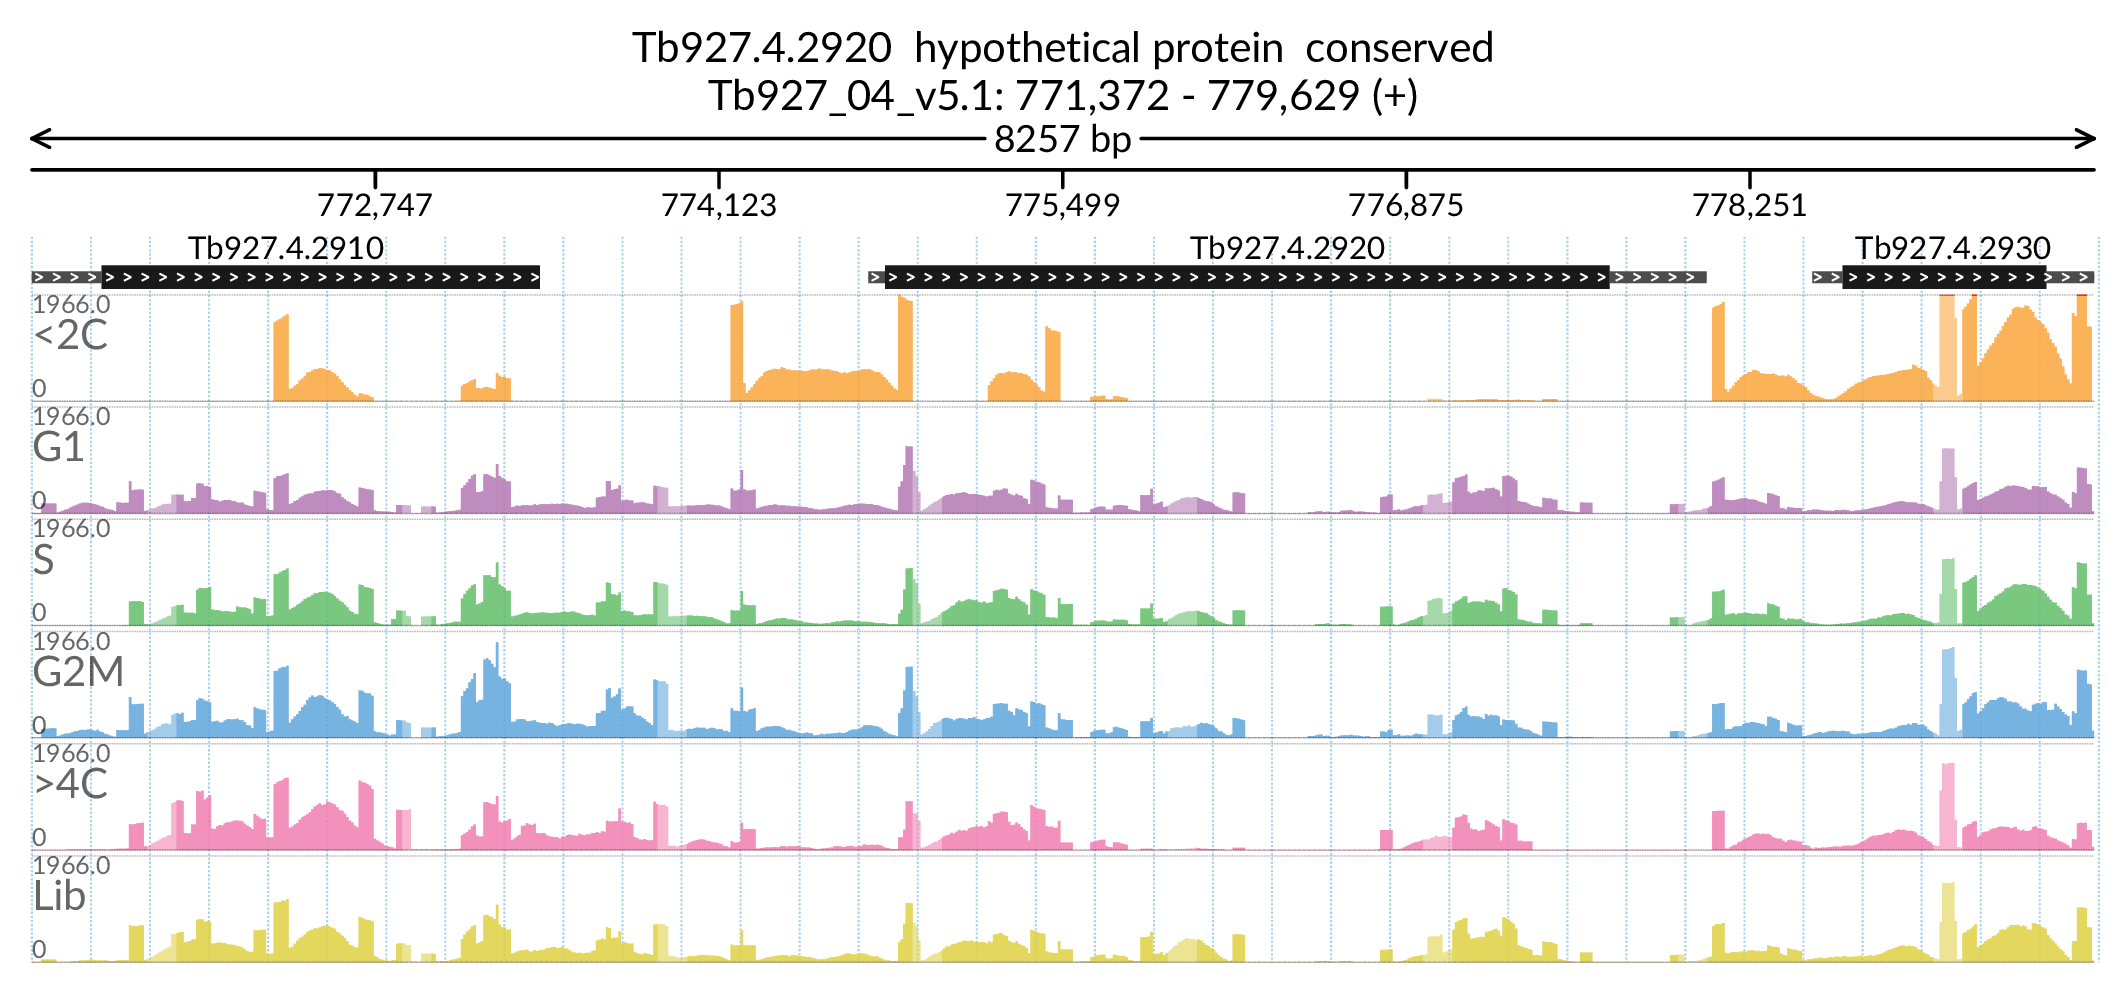 Tb927.4.2920  hypothetical protein  conserved
Tb927_04_v5.1: 771,372 - 779,629 (+)
8257 bp
772,747 774,123 775,499 776,875 778,251
Tb927.4.2910 Tb927.4.2920 Tb927.4.2930
1966.0
<2C
0
1966.0
G1
0
1966.0
S
0
1966.0
G2M
0
1966.0
>4C
0
1966.0
Lib
0